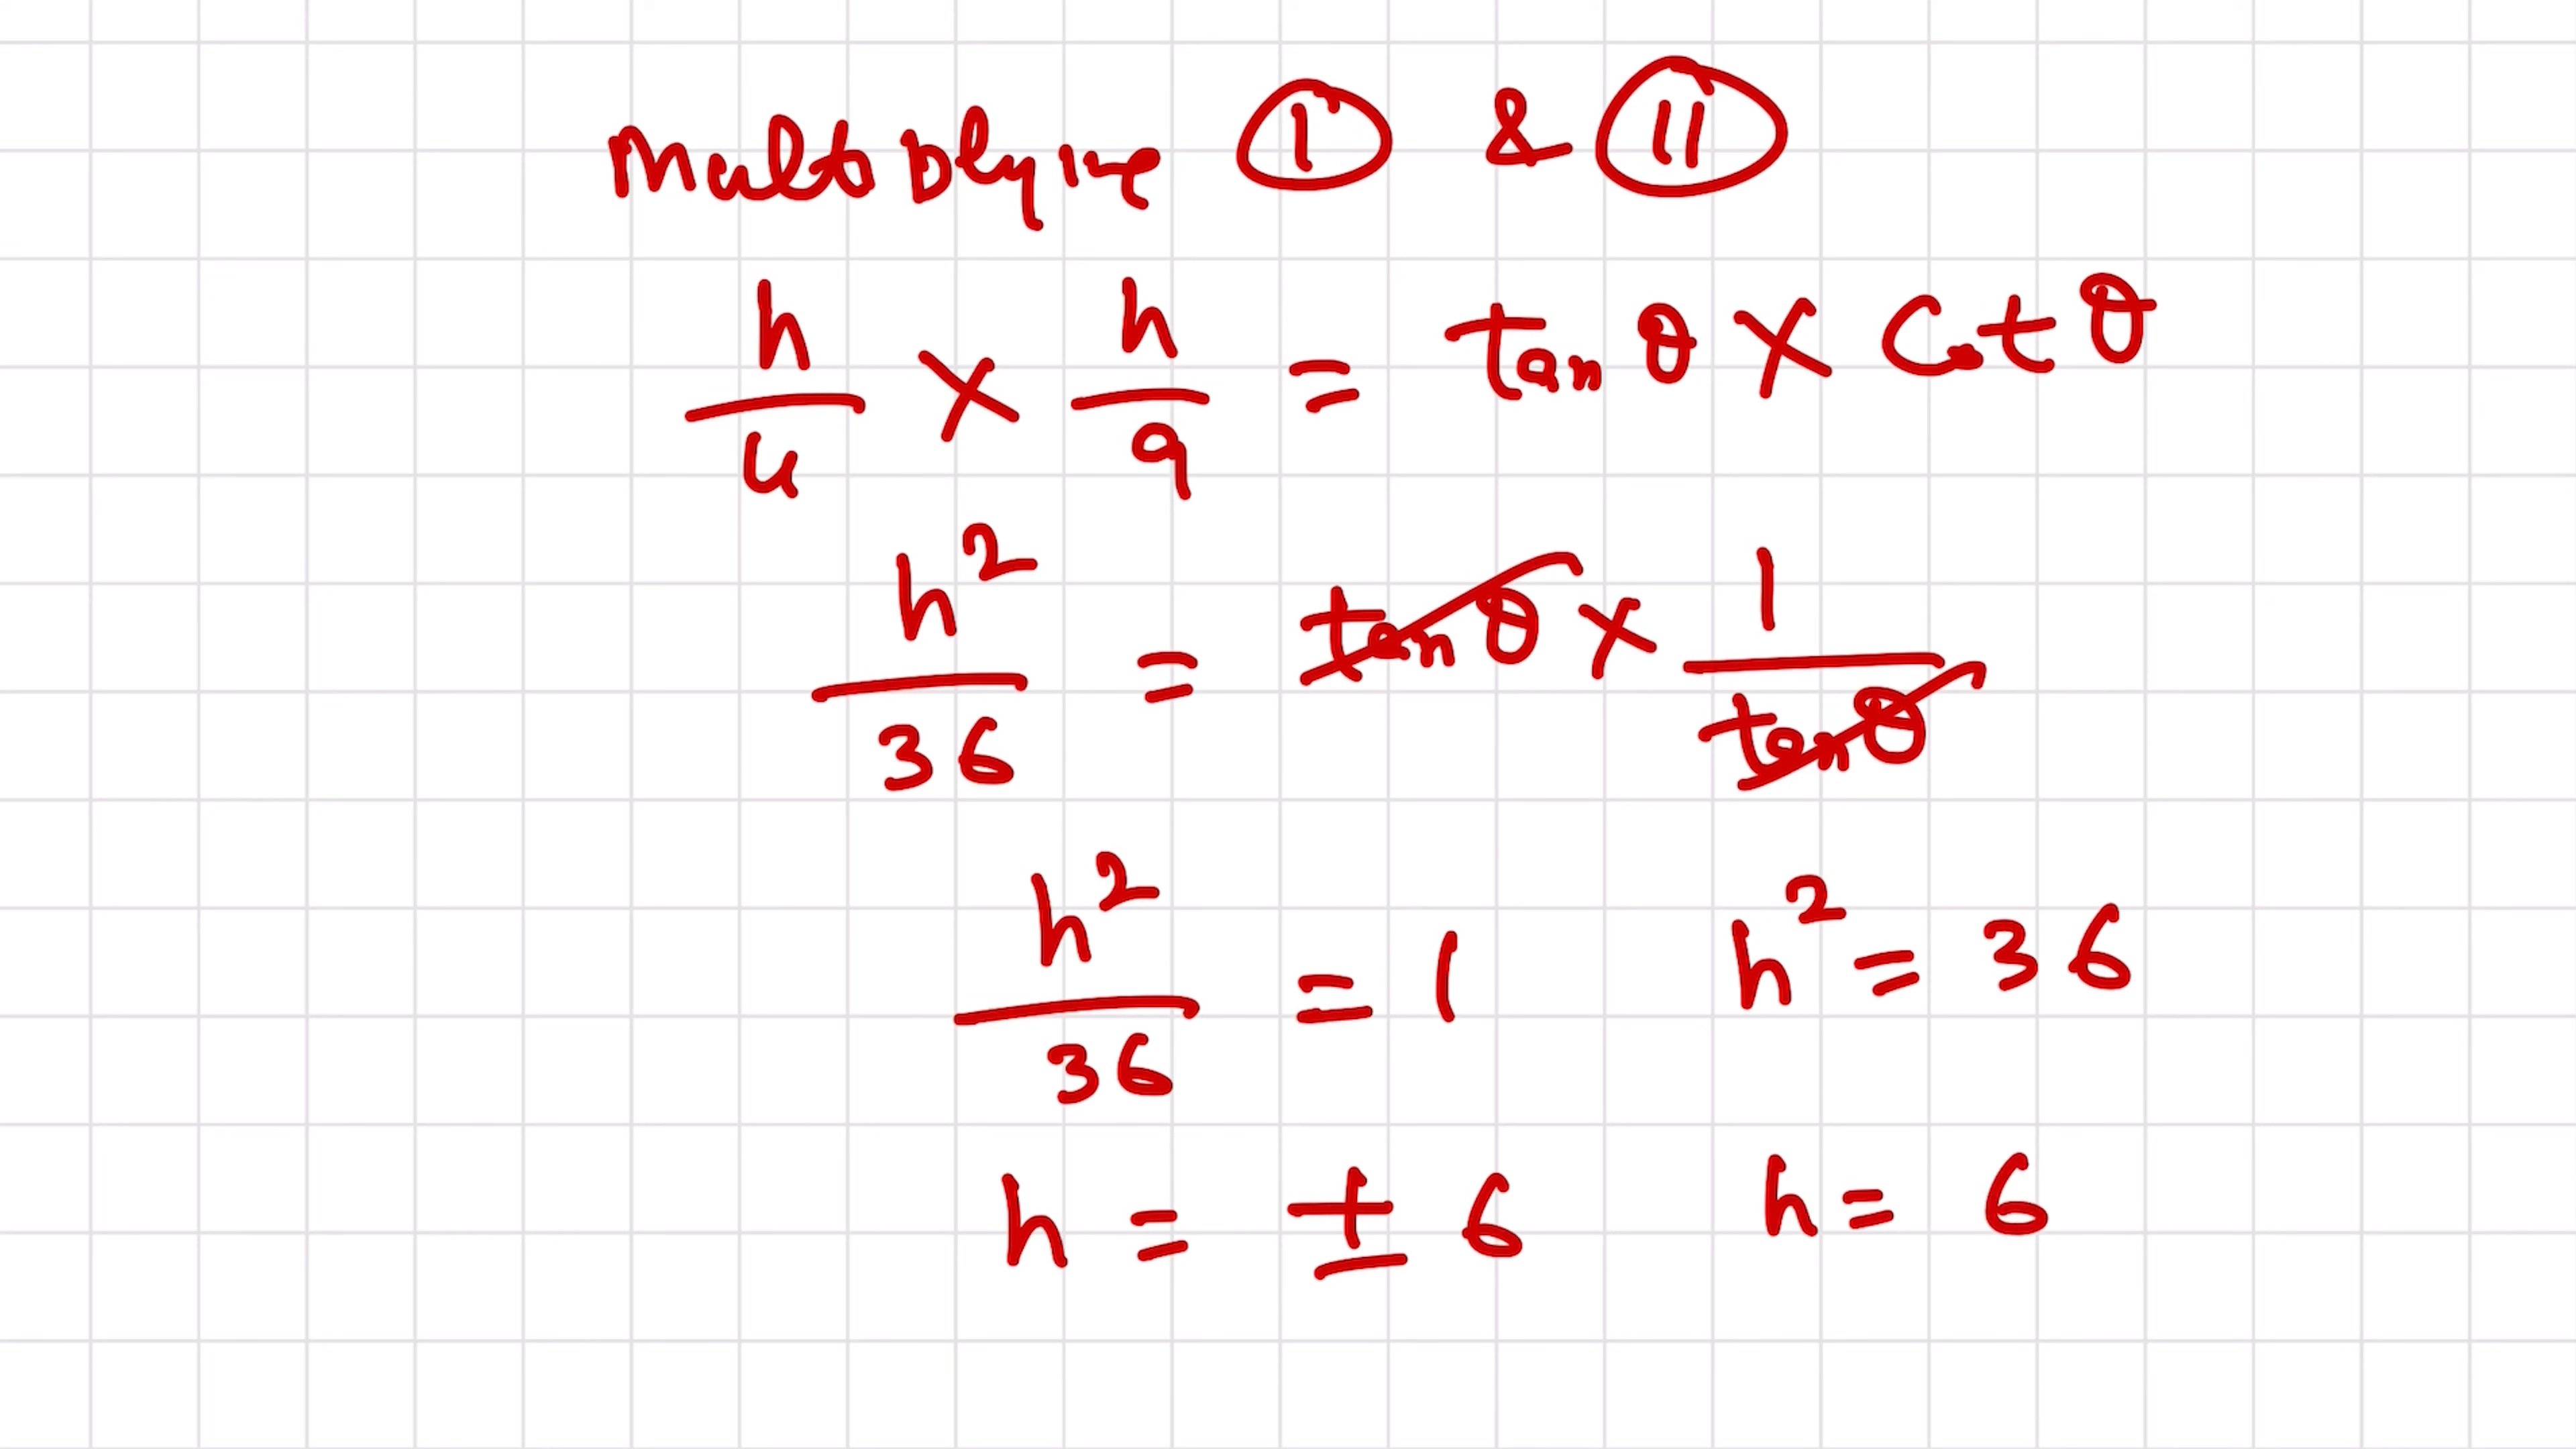 Multiplying I & II
h/4 × h/9 = tan θ × Cot θ
h²/36 = tan θ × 1/tan θ
h²/36 = 1 h² = 36
h = ± 6 h = 6